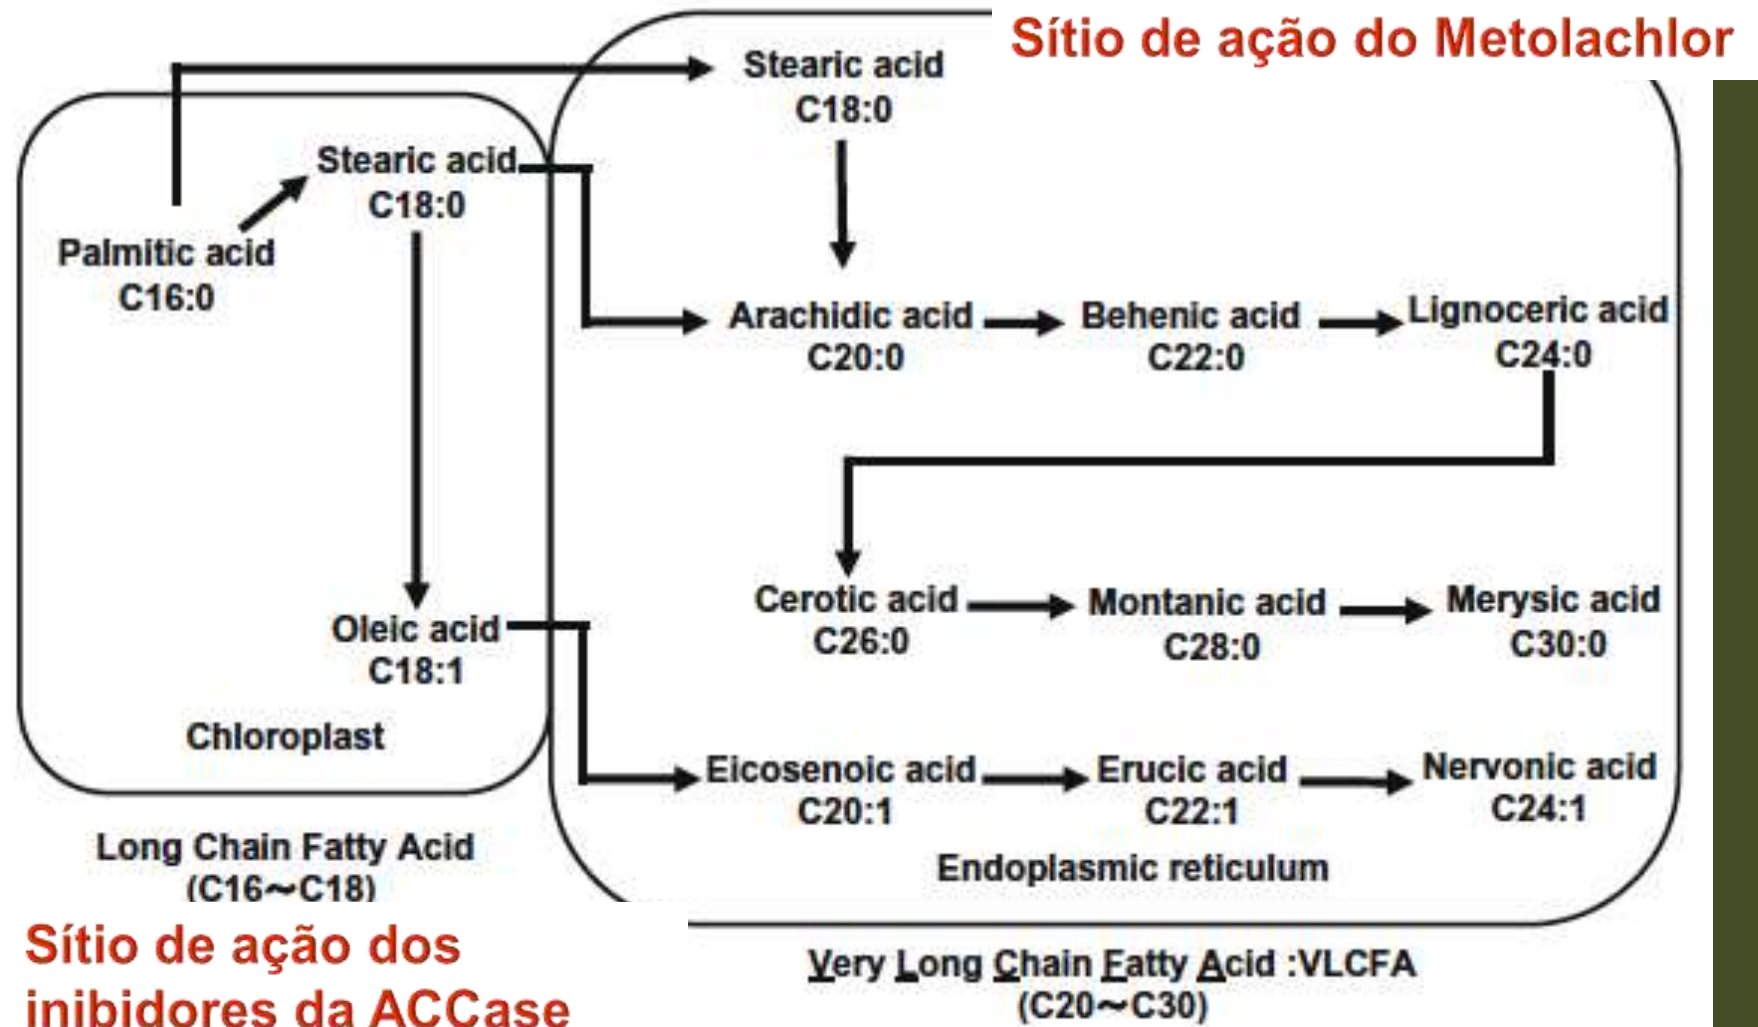 Sítio de ação do Metolachlor
Stearic acid
C18:0
Stearic acid
C18:0
Palmitic acid
C16:0
Arachidic acid
C20:0
Behenic acid
C22:0
Lignoceric acid
C24:0
Cerotic acid
C26:0
Montanic acid
C28:0
Merysic acid
C30:0
Oleic acid
C18:1
Chloroplast
Eicosenoic acid
C20:1
Erucic acid
C22:1
Nervonic acid
C24:1
Endoplasmic reticulum
Long Chain Fatty Acid
(C16~C18)
Sítio de ação dos
inibidores da ACCase
Very Long Chain Fatty Acid :VLCFA
(C20~C30)